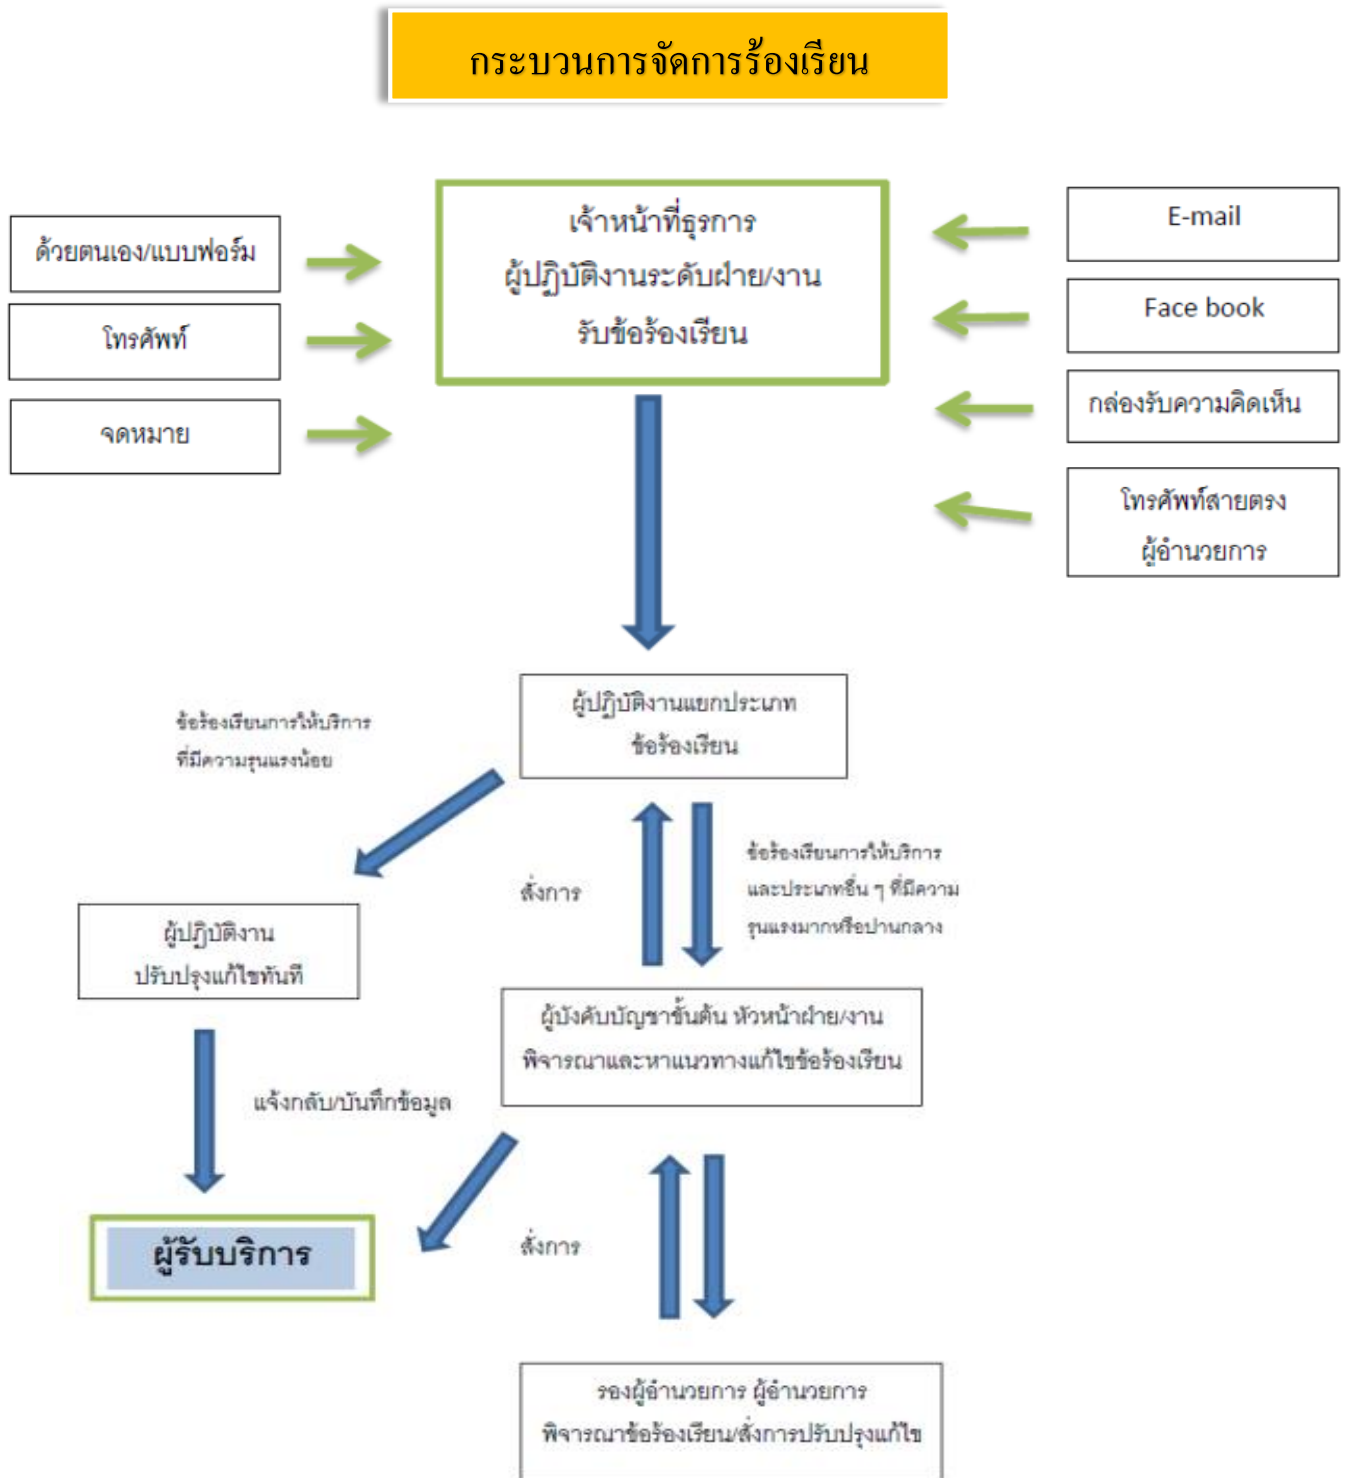 กระบวนการจัดการร้องเรียน
เจ้าหน้าที่ธุรการ
ผู้ปฏิบัติงานระดับฝ่าย/งาน
รับข้อร้องเรียน
ด้วยตนเอง/แบบฟอร์ม
โทรศัพท์
จดหมาย
E-mail
Face book
กล่องรับความคิดเห็น
โทรศัพท์สายตรง
ผู้อำนวยการ
ผู้ปฏิบัติงานแยกประเภท
ข้อร้องเรียน
ข้อร้องเรียนการให้บริการ
ที่มีความรุนแรงน้อย
สั่งการ
ข้อร้องเรียนการให้บริการ
และประเภทอื่น ๆ ที่มีความ
รุนแรงมากหรือปานกลาง
ผู้ปฏิบัติงาน
ปรับปรุงแก้ไขทันที
ผู้บังคับบัญชาชั้นต้น หัวหน้าฝ่าย/งาน
พิจารณาและหาแนวทางแก้ไขข้อร้องเรียน
แจ้งกลับ/บันทึกข้อมูล
ผู้รับบริการ
สั่งการ
รองผู้อำนวยการ ผู้อำนวยการ
พิจารณาข้อร้องเรียน/สั่งการปรับปรุงแก้ไข